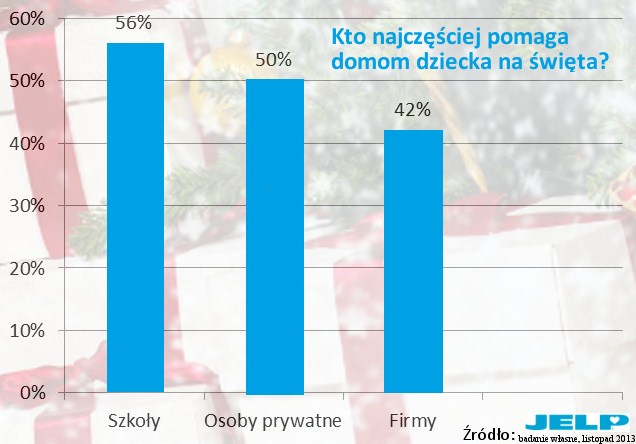 Kto najczęściej pomaga
domom dziecka na święta?
60%
50%
40%
30%
20%
10%
0%
56%
50%
42%
Szkoły
Osoby prywatne
Firmy
Źródło: JELP
badanie własne, listopad 2013